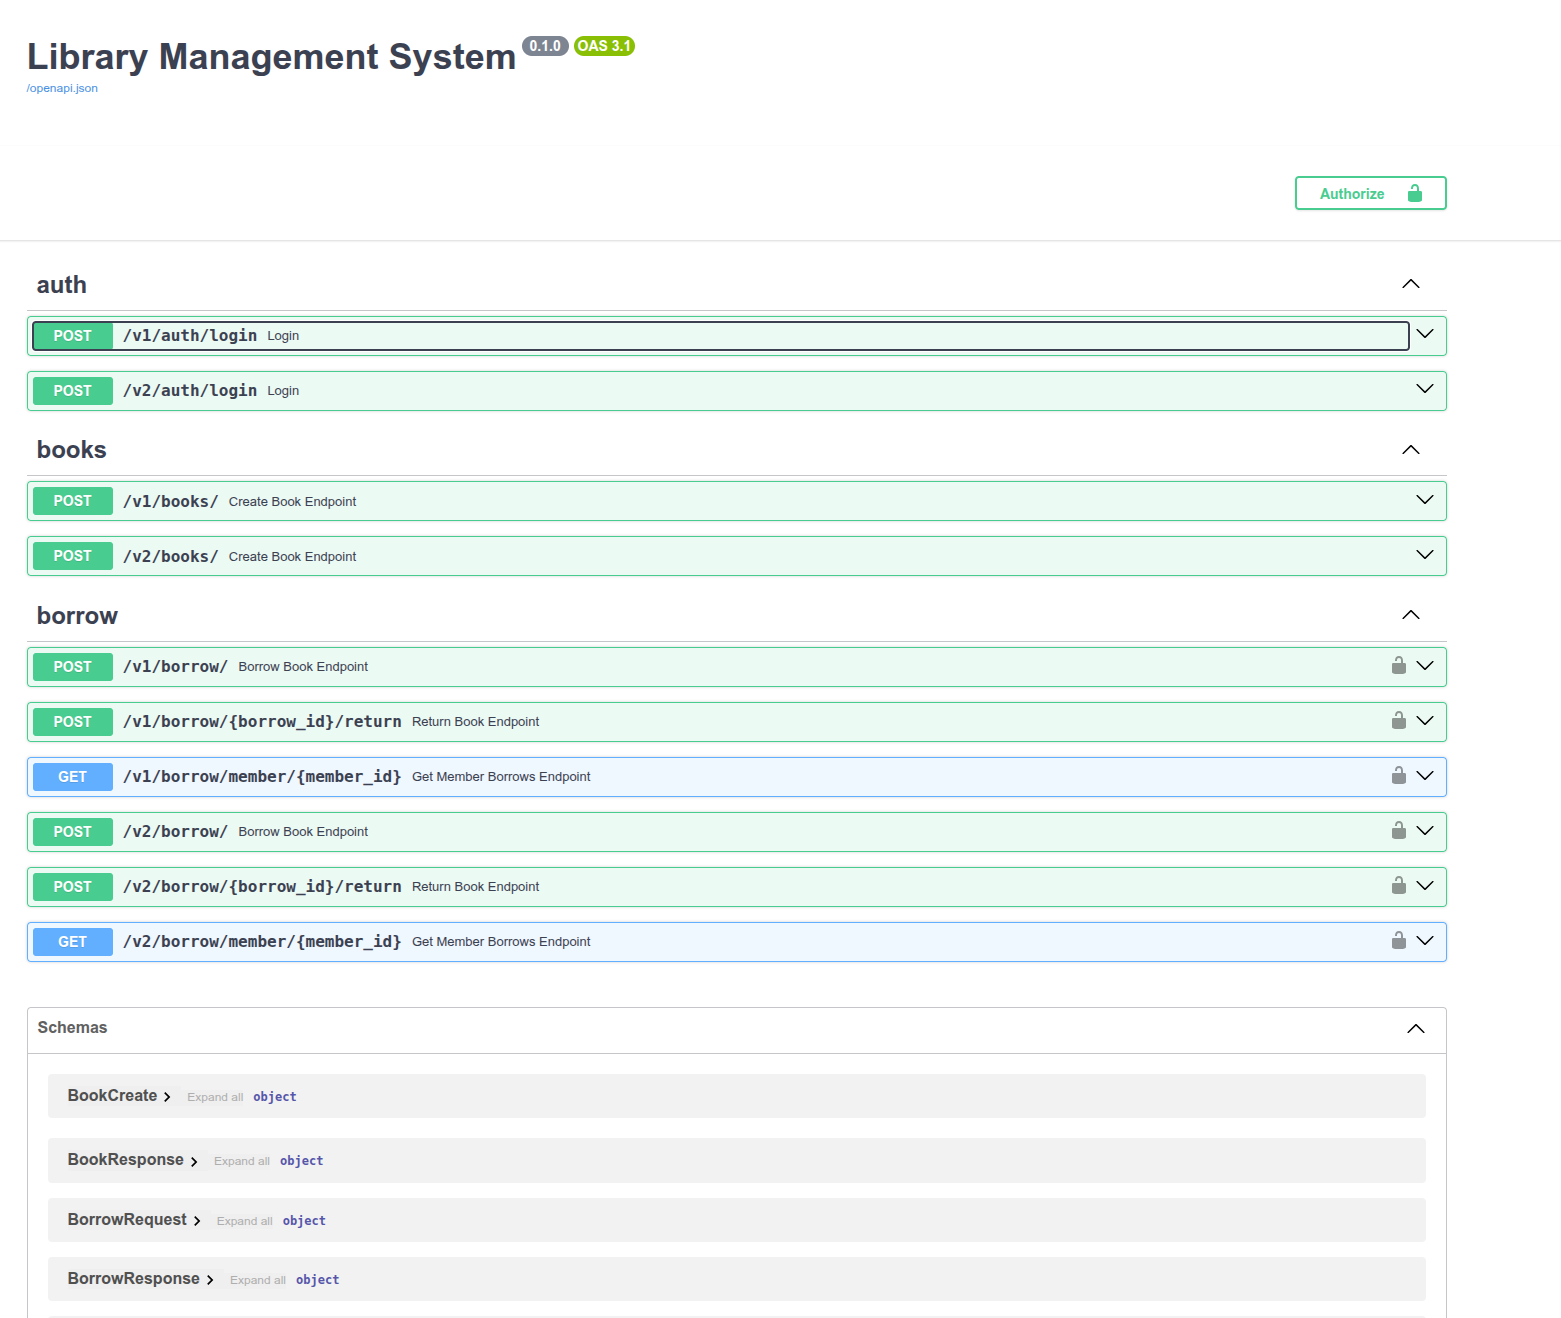 Library Management System 0.1.0 OAS 3.1
/openapi.json
Authorize
auth
POST /v1/auth/login Login
POST /v2/auth/login Login
books
POST /v1/books/ Create Book Endpoint
POST /v2/books/ Create Book Endpoint
borrow
POST /v1/borrow/ Borrow Book Endpoint
POST /v1/borrow/{borrow_id}/return Return Book Endpoint
GET /v1/borrow/member/{member_id} Get Member Borrows Endpoint
POST /v2/borrow/ Borrow Book Endpoint
POST /v2/borrow/{borrow_id}/return Return Book Endpoint
GET /v2/borrow/member/{member_id} Get Member Borrows Endpoint
Schemas
BookCreate Expand all object
BookResponse Expand all object
BorrowRequest Expand all object
BorrowResponse Expand all object